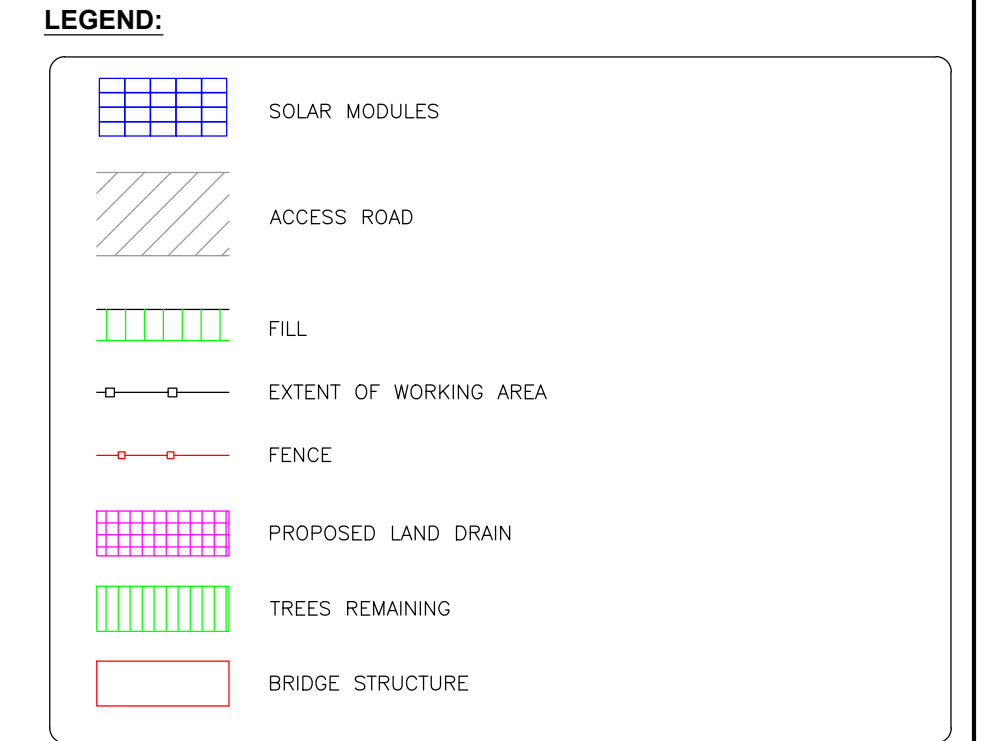 LEGEND:
SOLAR MODULES
ACCESS ROAD
FILL
EXTENT OF WORKING AREA
FENCE
PROPOSED LAND DRAIN
TREES REMAINING
BRIDGE STRUCTURE